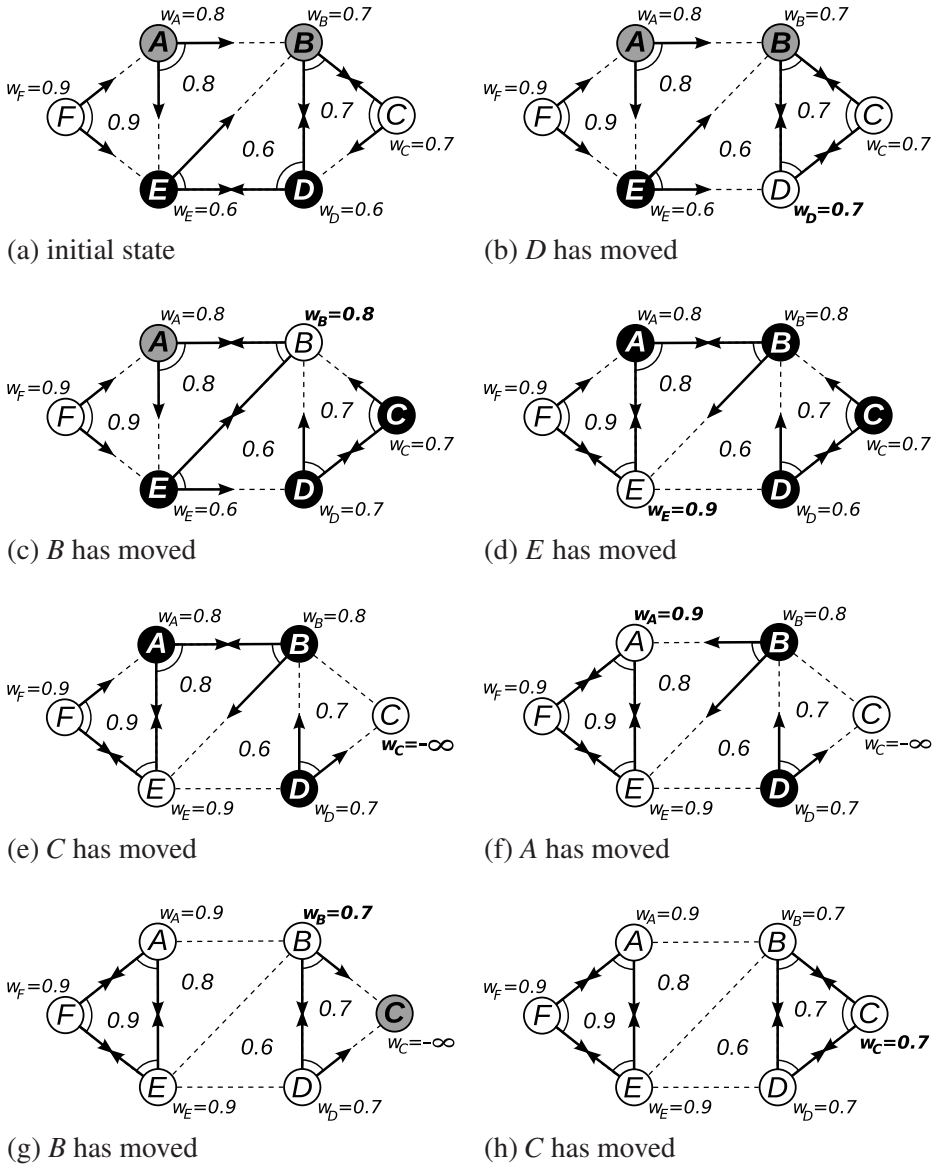 w_A=0.8 w_B=0.7 w_A=0.8 w_B=0.7
A B A B
w_F=0.9 0.8 w_F=0.9 0.8
F 0.9 0.7 C F 0.9 0.7 C
0.6 w_C=0.7 0.6 w_C=0.7
E D E D
w_E=0.6 w_D=0.6 w_E=0.6 w_D=0.7
(a) initial state (b) D has moved
w_A=0.8 w_B=0.8 w_A=0.8 w_B=0.8
A B A B
w_F=0.9 0.8 w_F=0.9 0.8
F 0.9 0.7 C F 0.9 0.7 C
0.6 w_C=0.7 0.6 w_C=0.7
E D E D
w_E=0.6 w_D=0.7 w_E=0.9 w_D=0.6
(c) B has moved (d) E has moved
w_A=0.8 w_B=0.8 w_A=0.9 w_B=0.8
A B A B
w_F=0.9 0.8 w_F=0.9 0.8
F 0.9 0.7 C F 0.9 0.7 C
0.6 w_C=-∞ 0.6 w_C=-∞
E D E D
w_E=0.9 w_D=0.7 w_E=0.9 w_D=0.7
(e) C has moved (f) A has moved
w_A=0.9 w_B=0.7 w_A=0.9 w_B=0.7
A B A B
w_F=0.9 0.8 w_F=0.9 0.8
F 0.9 0.7 C F 0.9 0.7 C
0.6 w_C=-∞ 0.6 w_C=0.7
E D E D
w_E=0.9 w_D=0.7 w_E=0.9 w_D=0.7
(g) B has moved (h) C has moved